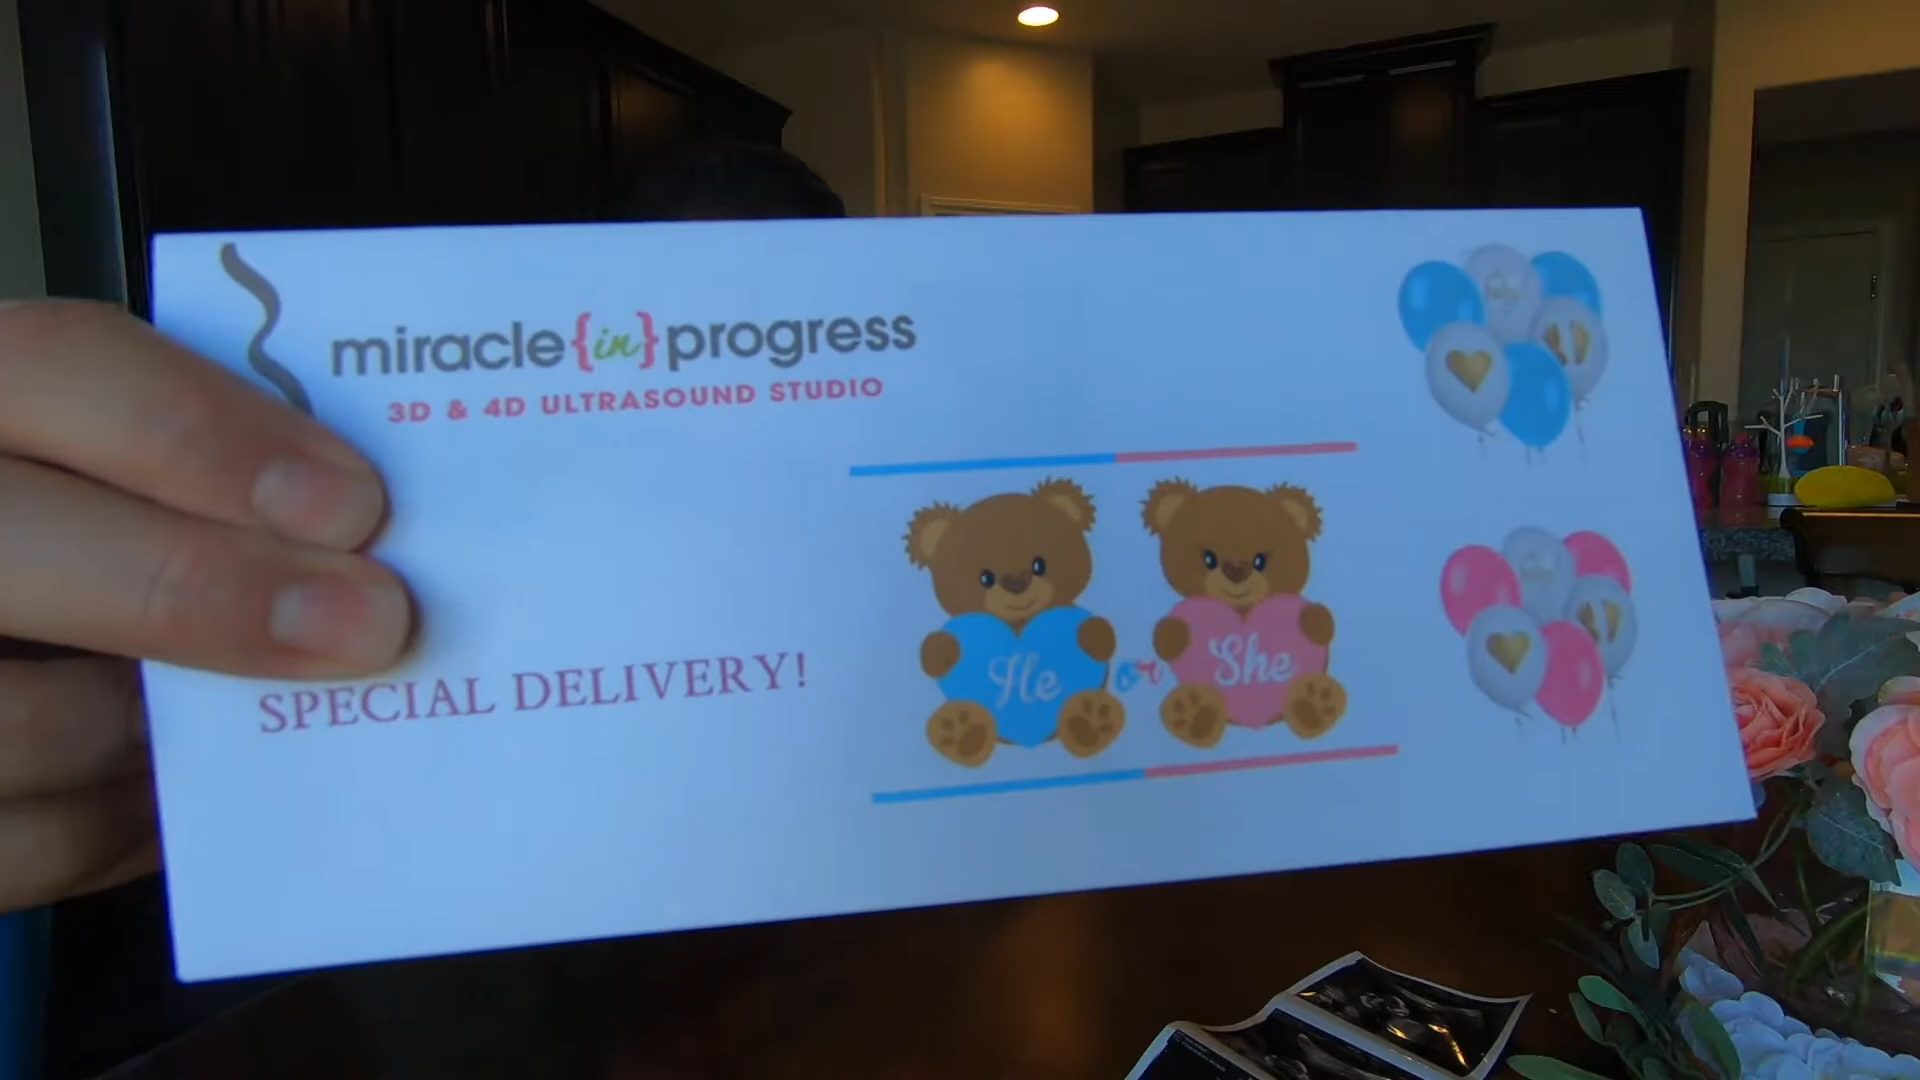 miracle{in}progress
3D & 4D ULTRASOUND STUDIO
SPECIAL DELIVERY!
He or She